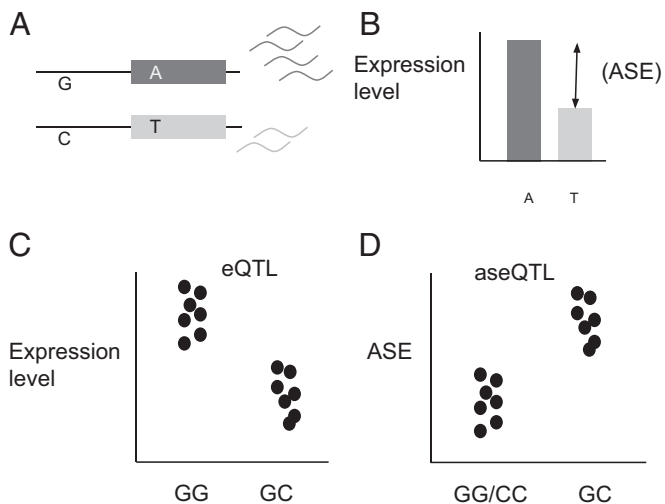 A
A
G
T
C
B
Expression
level
(ASE)
A T
C
eQTL
Expression
level
GG GC
D
aseQTL
ASE
GG/CC GC